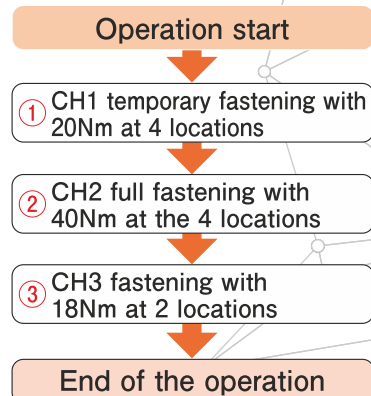 Operation start
① CH1 temporary fastening with
20Nm at 4 locations
② CH2 full fastening with
40Nm at the 4 locations
③ CH3 fastening with
18Nm at 2 locations
End of the operation